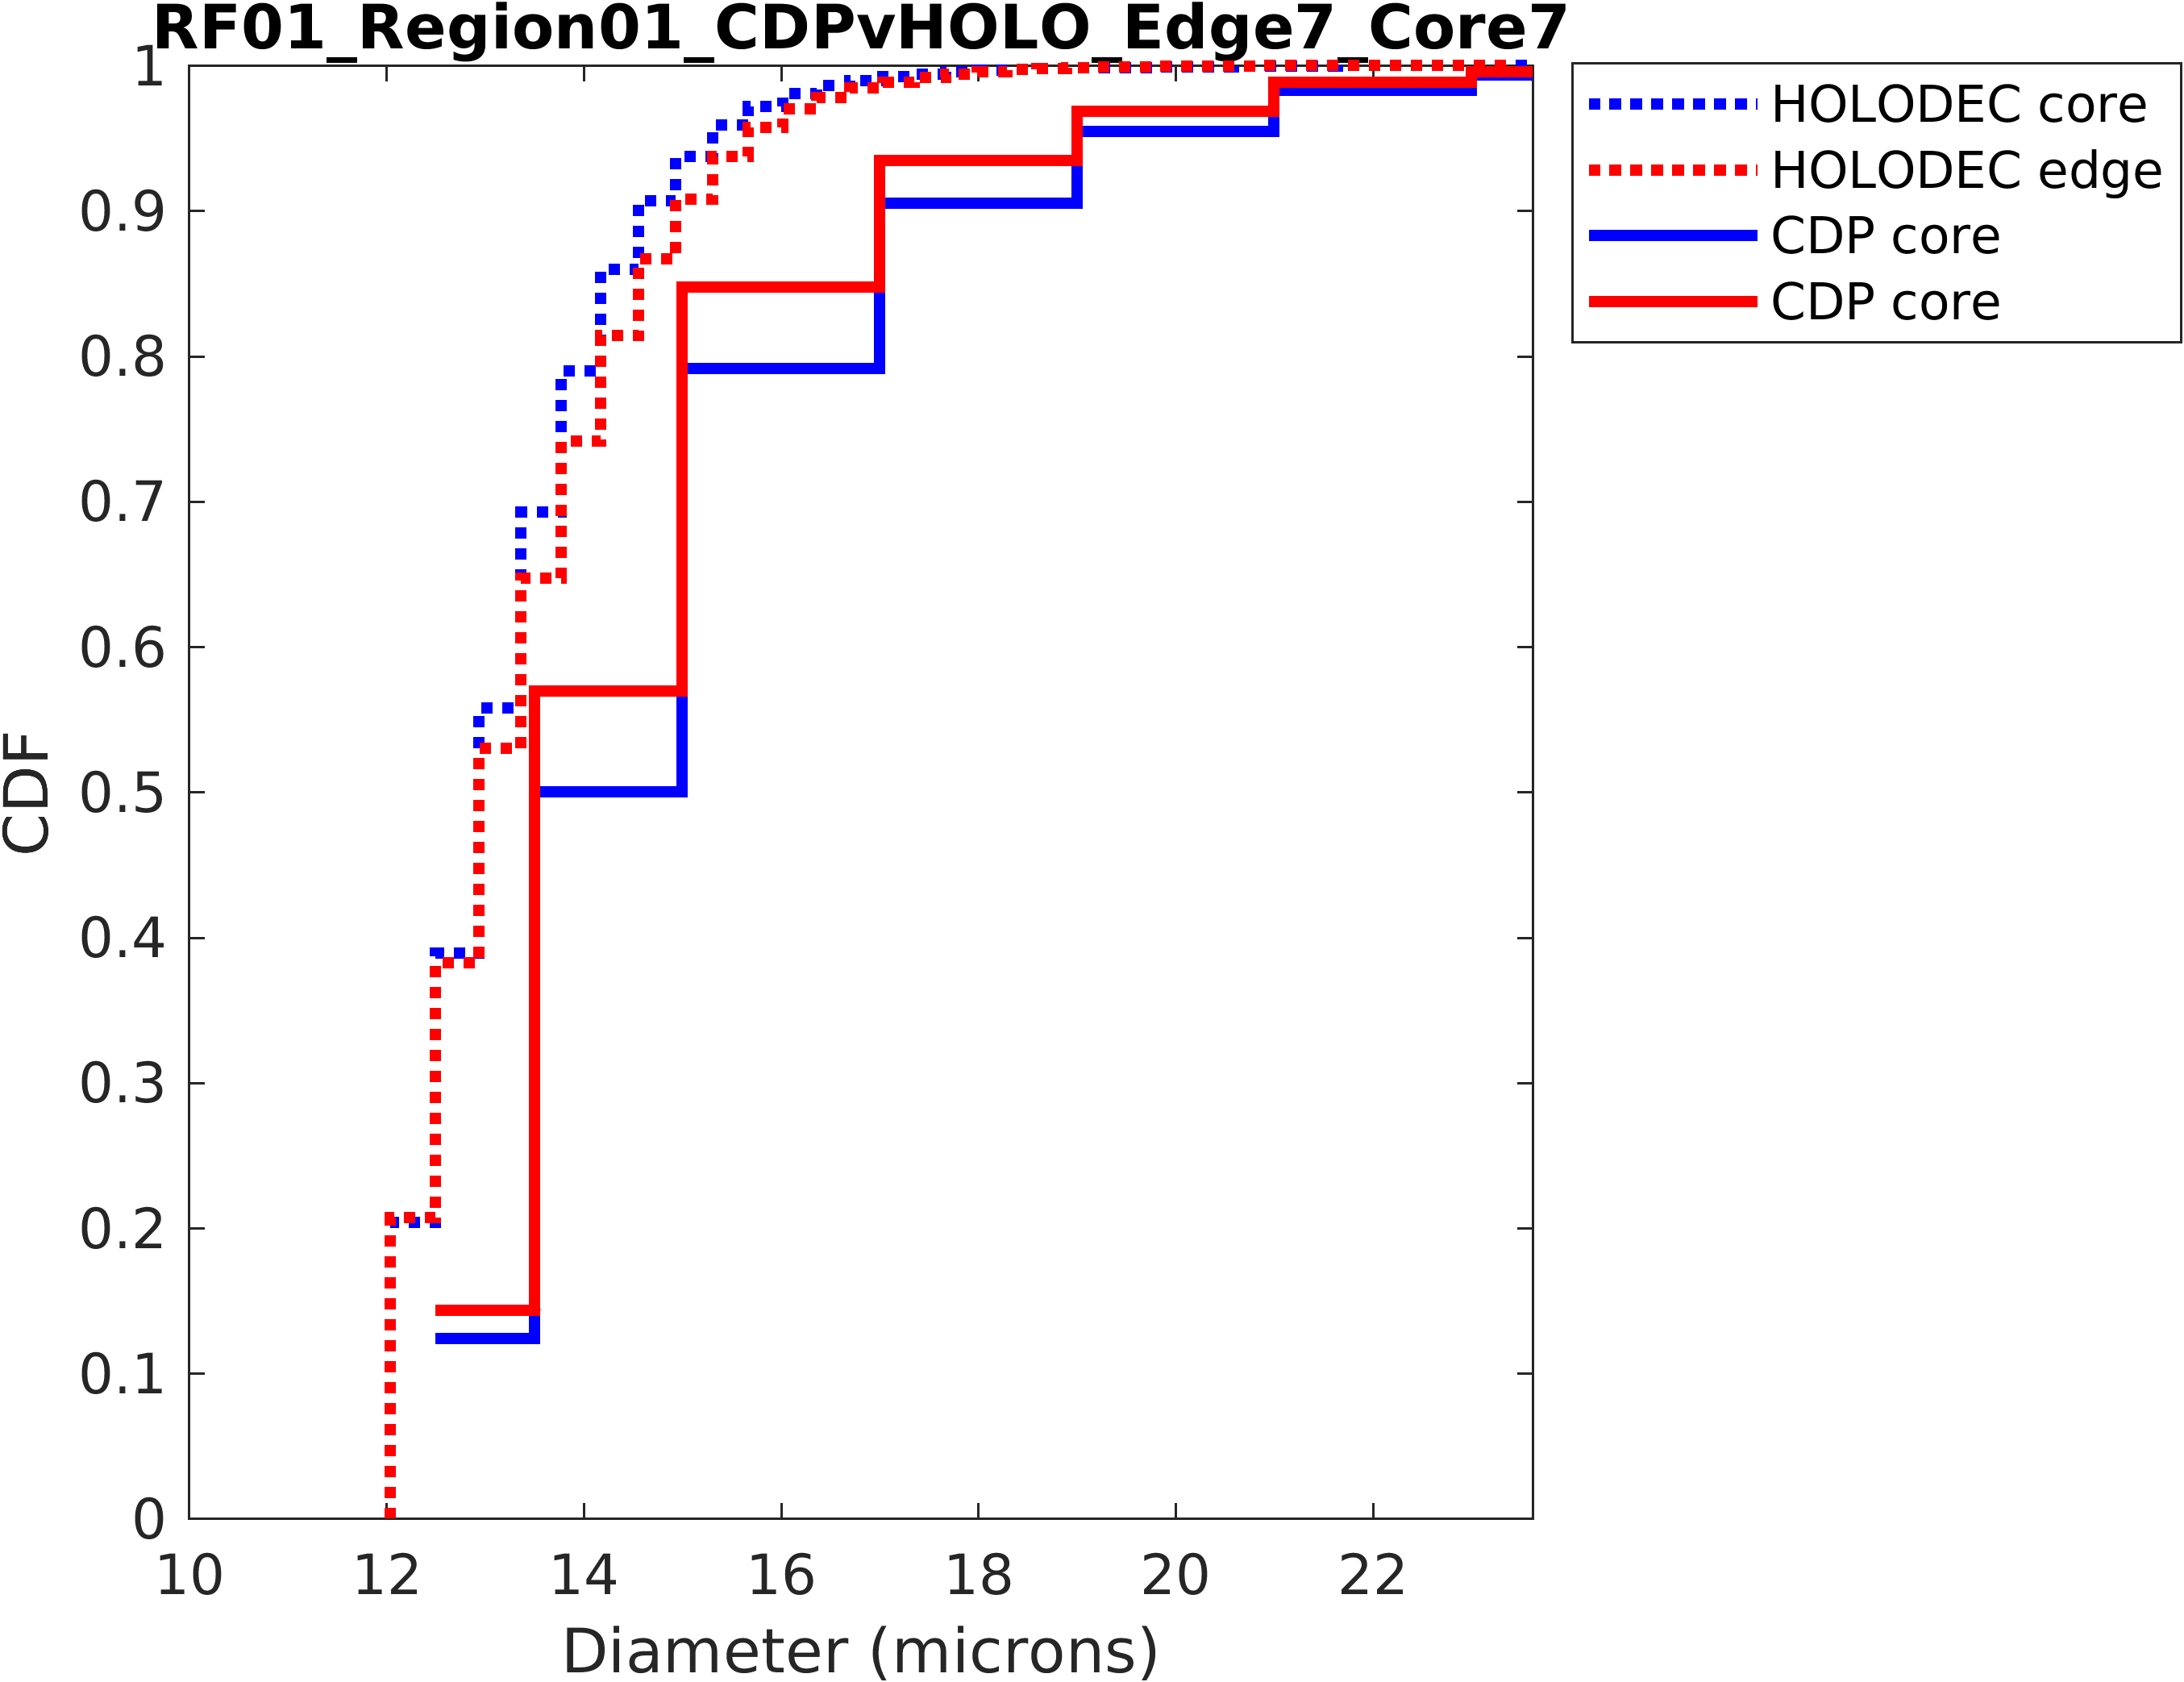 RF01_Region01_CDPvHOLO_Edge7_Core7
1
0.9
0.8
0.7
0.6
0.5
0.4
0.3
0.2
0.1
0
CDF
10 12 14 16 18 20 22
Diameter (microns)
HOLODEC core
HOLODEC edge
CDP core
CDP core